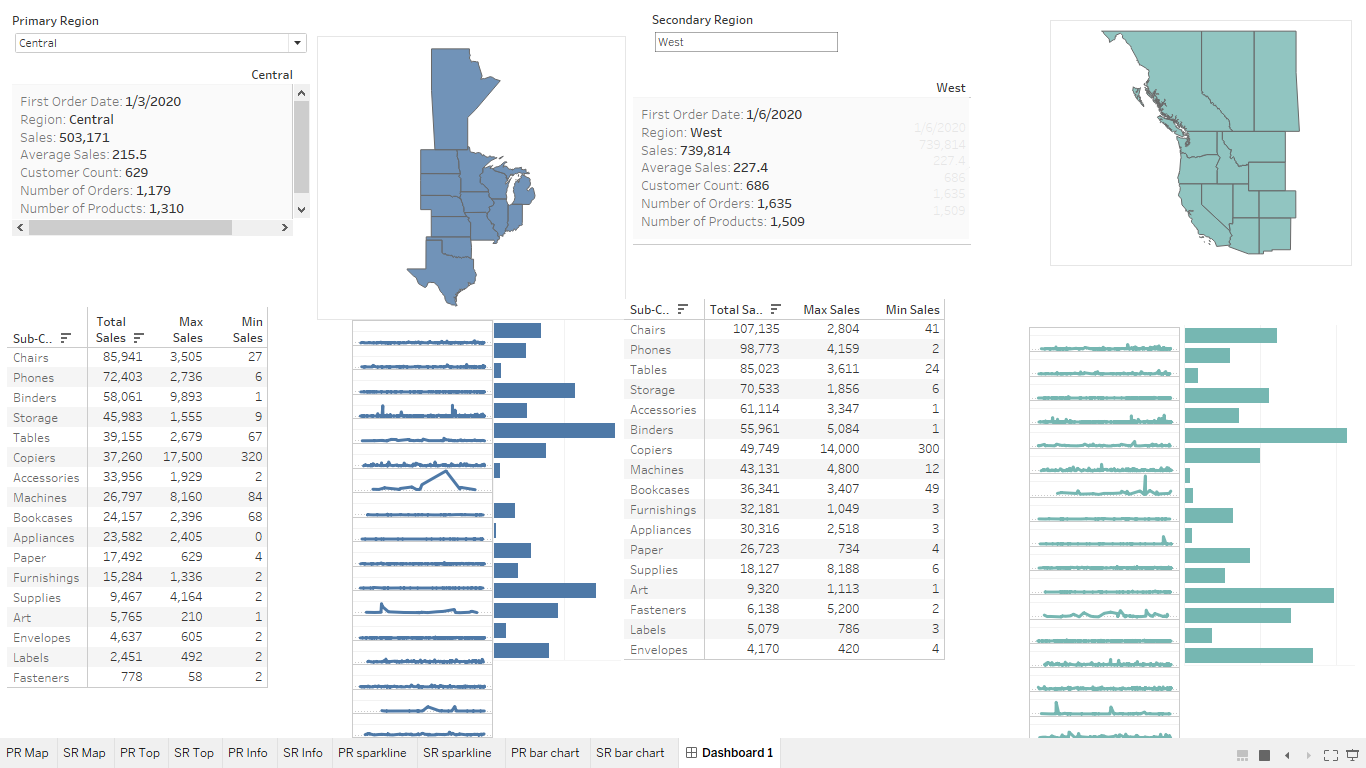 Primary Region
Central
Central
First Order Date: 1/3/2020
Region: Central
Sales: 503,171
Average Sales: 215.5
Customer Count: 629
Number of Orders: 1,179
Number of Products: 1,310
Secondary Region
West
West
First Order Date: 1/6/2020
Region: West
Sales: 739,814
Average Sales: 227.4
Customer Count: 686
Number of Orders: 1,635
Number of Products: 1,509
1/6/2020
739,814
227.4
686
1,635
1,509
Sub-C.. Total Sales Max Sales Min Sales
Chairs 85,941 3,505 27
Phones 72,403 2,736 6
Binders 58,061 9,893 1
Storage 45,983 1,555 9
Tables 39,155 2,679 67
Copiers 37,260 17,500 320
Accessories 33,956 1,929 2
Machines 26,797 8,160 84
Bookcases 24,157 2,396 68
Appliances 23,582 2,405 0
Paper 17,492 629 4
Furnishings 15,284 1,336 2
Supplies 9,467 4,164 2
Art 5,765 210 1
Envelopes 4,637 605 2
Labels 2,451 492 2
Fasteners 778 58 2
Sub-C.. Total Sa.. Max Sales Min Sales
Chairs 107,135 2,804 41
Phones 98,773 4,159 2
Tables 85,023 3,611 24
Storage 70,533 1,856 6
Accessories 61,114 3,347 1
Binders 55,961 5,084 1
Copiers 49,749 14,000 300
Machines 43,131 4,800 12
Bookcases 36,341 3,407 49
Furnishings 32,181 1,049 3
Appliances 30,316 2,518 3
Paper 26,723 734 4
Supplies 18,127 8,188 6
Art 9,320 1,113 1
Fasteners 6,138 5,200 2
Labels 5,079 786 3
Envelopes 4,170 420 4
PR Map SR Map PR Top SR Top PR Info SR Info PR sparkline SR sparkline PR bar chart SR bar chart Dashboard 1